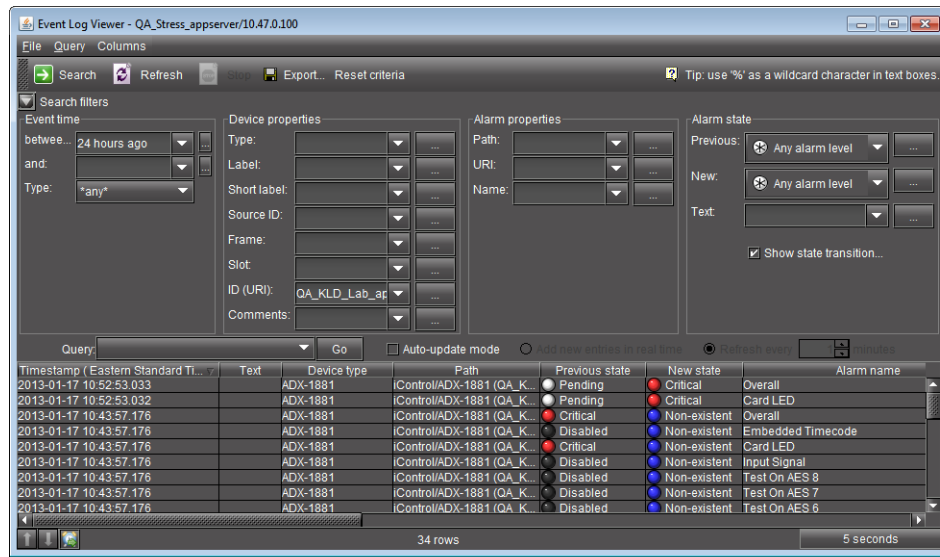 Event Log Viewer - QA_Stress_appserver/10.47.0.100
File Query Columns
Search Refresh Stop Export... Reset criteria Tip: use '%' as a wildcard character in text boxes.
Search filters
Event time Device properties Alarm properties Alarm state
betwee... 24 hours ago ... Type: ... Path: ... Previous: Any alarm level ...
and: ... Label: ... URI: ... New: Any alarm level ...
Type: *any* Short label: ... Name: ... Text: ...
Source ID: ...
Frame: ... Show state transition...
Slot: ...
ID (URI): QA_KLD_Lab_ap ...
Comments: ...
Query: Go Auto-update mode Add new entries in real time Refresh every minutes
Timestamp ( Eastern Standard Ti... Text Device type Path Previous state New state Alarm name
2013-01-17 10:52:53.033 ADX-1881 iControl/ADX-1881 (QA_K... Pending Critical Overall
2013-01-17 10:52:53.032 ADX-1881 iControl/ADX-1881 (QA_K... Pending Critical Card LED
2013-01-17 10:43:57.176 ADX-1881 iControl/ADX-1881 (QA_K... Critical Non-existent Overall
2013-01-17 10:43:57.176 ADX-1881 iControl/ADX-1881 (QA_K... Disabled Non-existent Embedded Timecode
2013-01-17 10:43:57.176 ADX-1881 iControl/ADX-1881 (QA_K... Critical Non-existent Card LED
2013-01-17 10:43:57.176 ADX-1881 iControl/ADX-1881 (QA_K... Disabled Non-existent Input Signal
2013-01-17 10:43:57.176 ADX-1881 iControl/ADX-1881 (QA_K... Disabled Non-existent Test On AES 8
2013-01-17 10:43:57.176 ADX-1881 iControl/ADX-1881 (QA_K... Disabled Non-existent Test On AES 7
2013-01-17 10:43:57.176 ADX-1881 iControl/ADX-1881 (QA_K... Disabled Non-existent Test On AES 6
34 rows 5 seconds